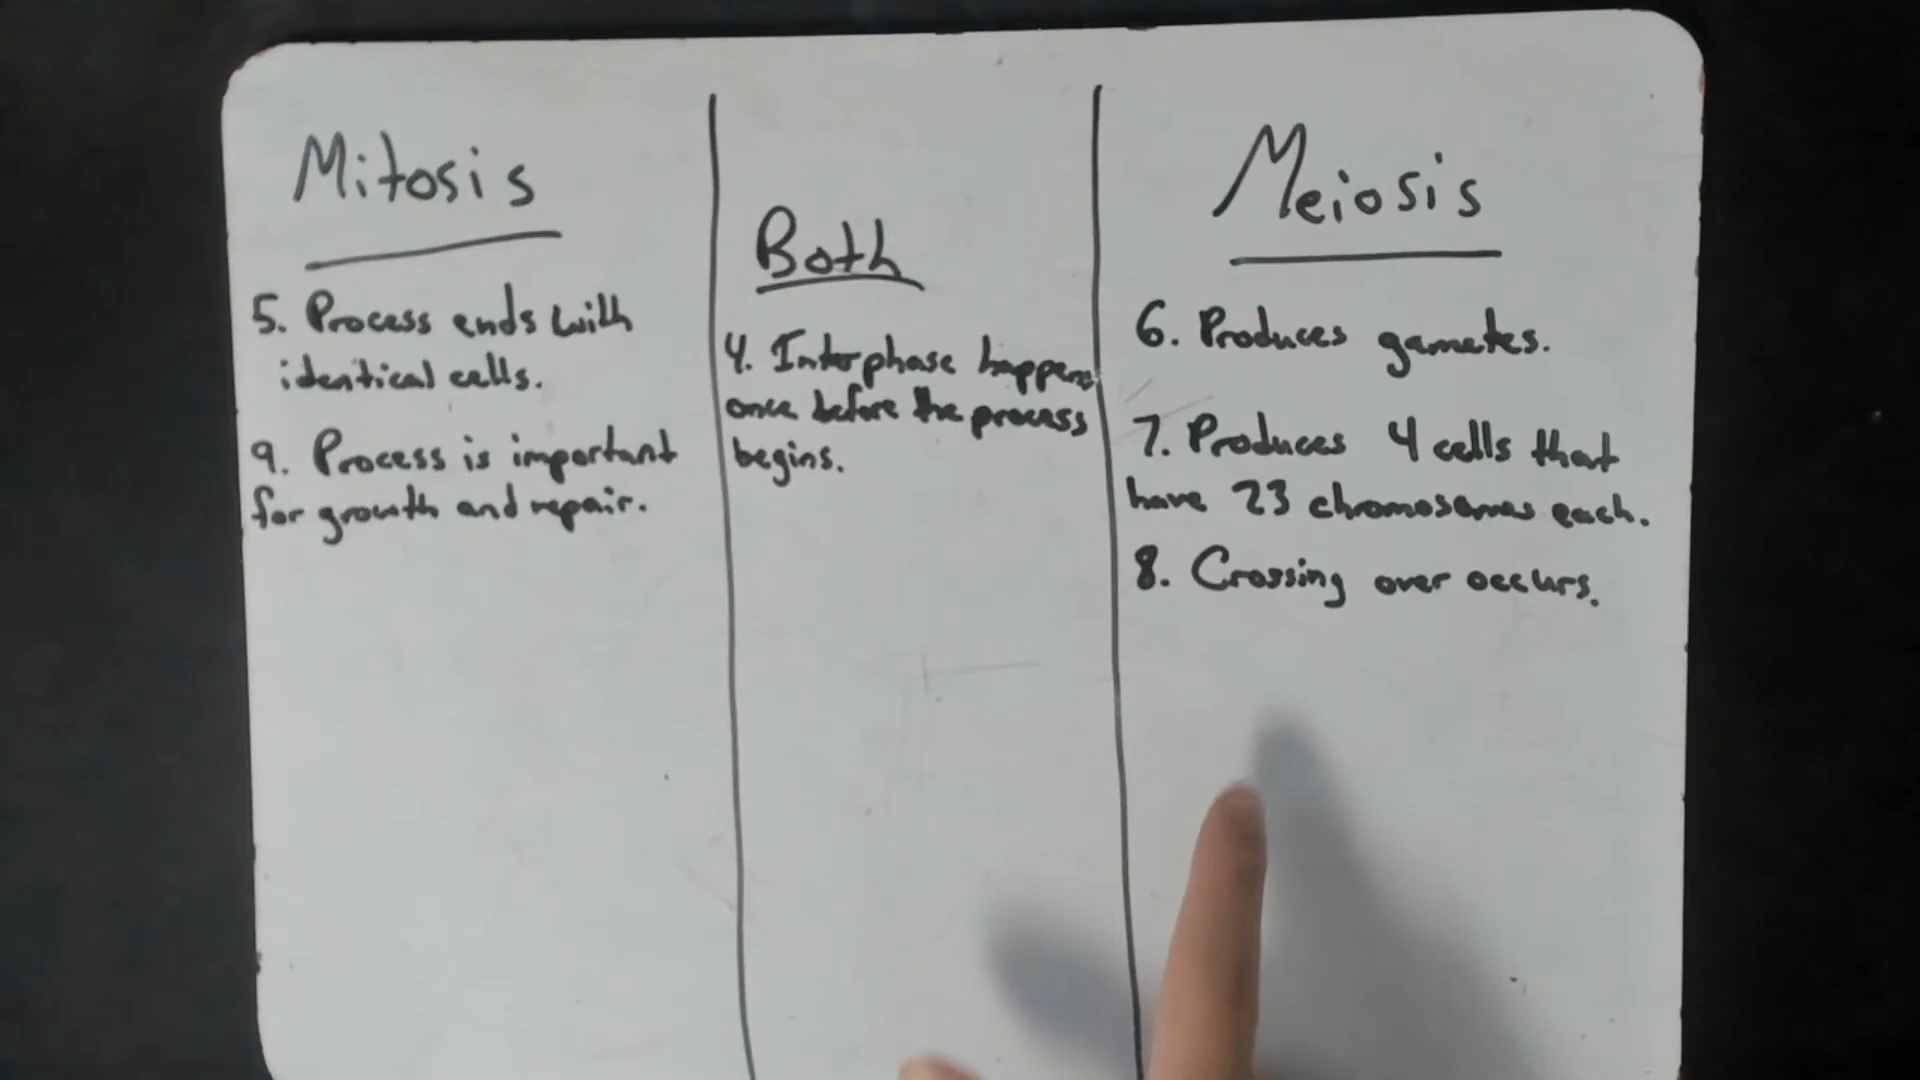 Mitosis
5. Process ends with
identical cells.
9. Process is important
for growth and repair.
Both
4. Interphase happens
once before the process
begins.
Meiosis
6. Produces gametes.
7. Produces 4 cells that
have 23 chromosomes each.
8. Crossing over occurs.